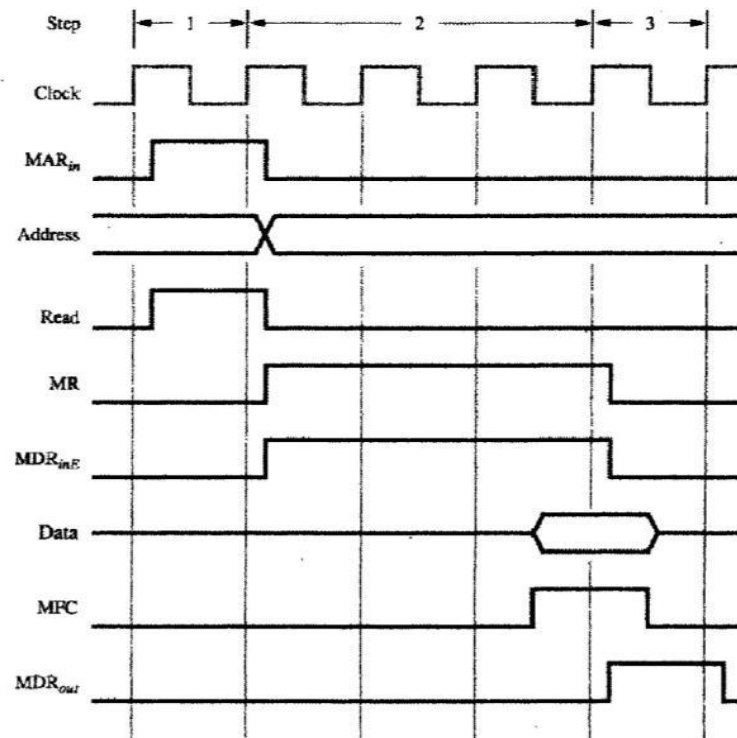 Step 1 2 3
Clock
MAR_in
Address
Read
MR
MDR_inE
Data
MFC
MDR_out